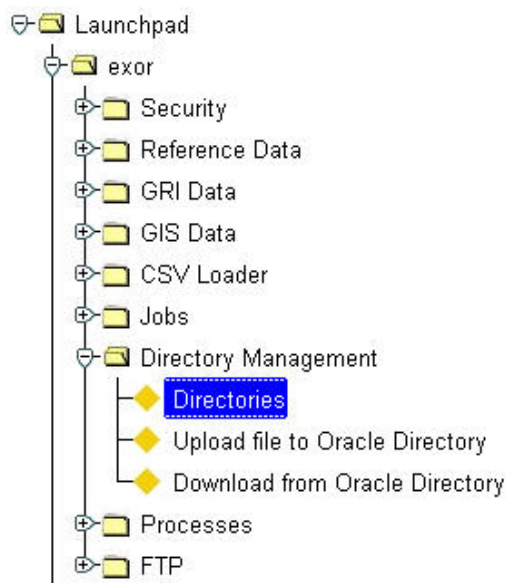 Launchpad
exor
Security
Reference Data
GRI Data
GIS Data
CSV Loader
Jobs
Directory Management
Directories
Upload file to Oracle Directory
Download from Oracle Directory
Processes
FTP